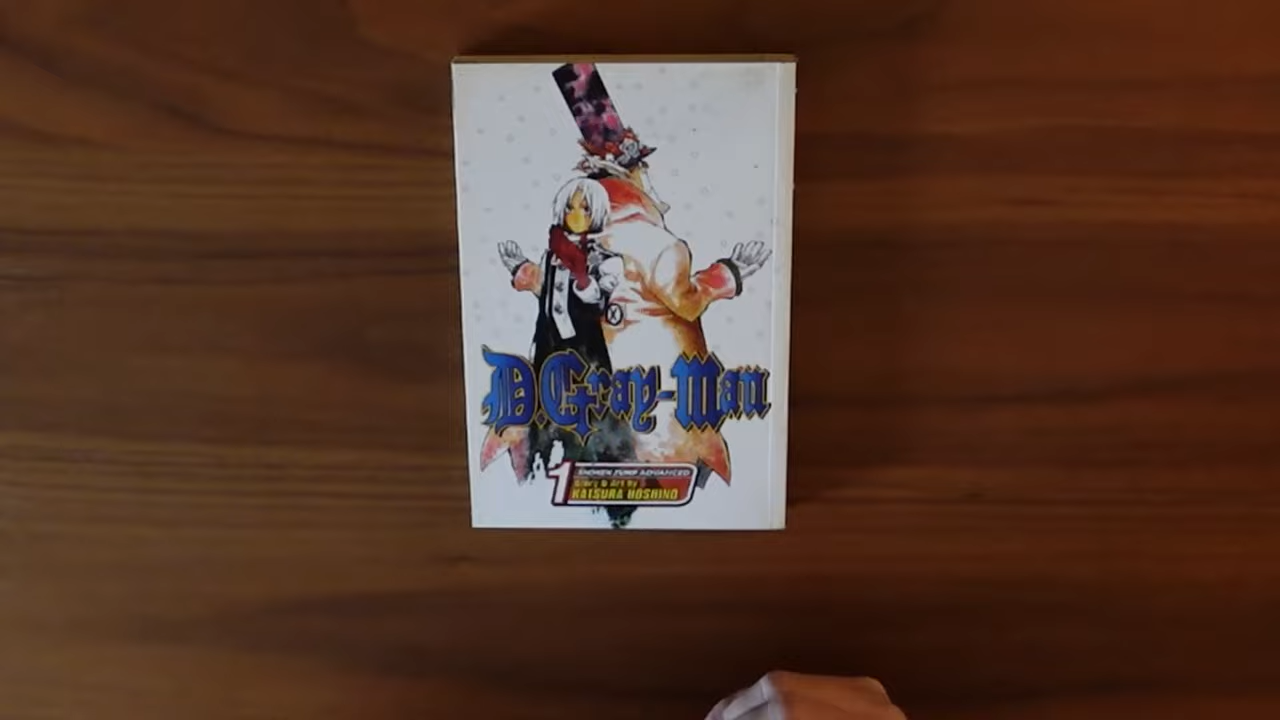 D.Gray-Man
1
SHONEN JUMP ADVANCED
Story & Art by
KATSURA HOSHINO